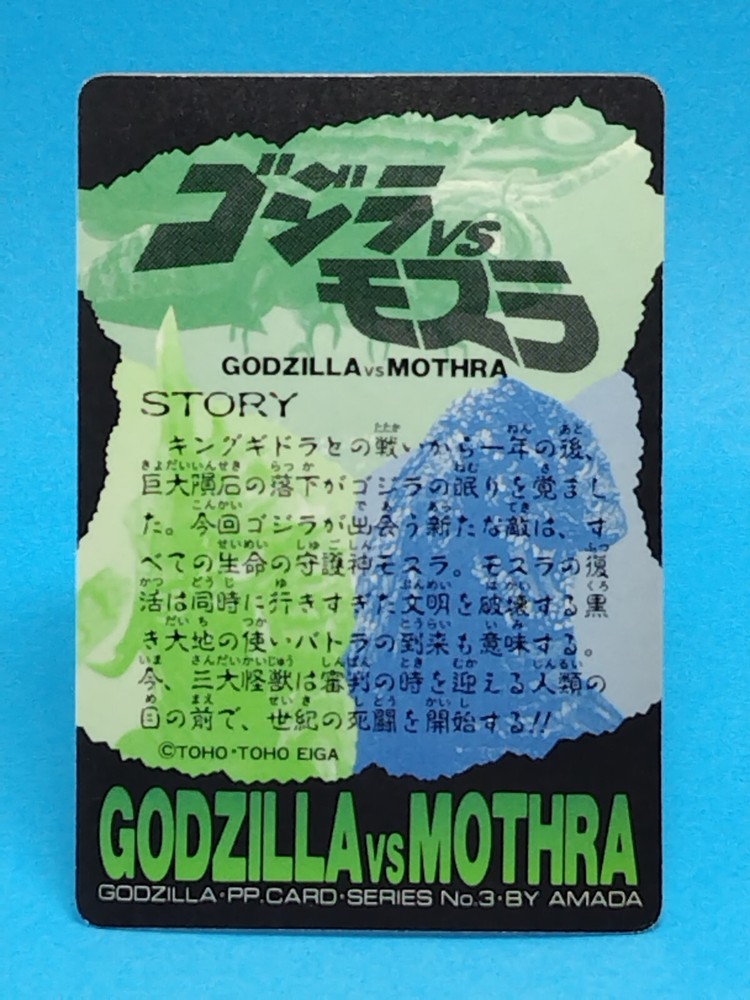 ゴジラVS
モスラ
GODZILLA VS MOTHRA
STORY
キングギドラとの戦いから一年の後、
巨大隕石の落下がゴジラの眠りを覚まし
た。今回ゴジラが出会う新たな敵は、す
べての生命の守護神モスラ。モスラの復
活は同時に行きすぎた文明を破壊する黒
き大地の使いバトラの到来も意味する。
今、三大怪獣は審判の時を迎える人類の
目の前で、世紀の死闘を開始する!!
©TOHO・TOHO EIGA
GODZILLA VS MOTHRA
GODZILLA・PP.CARD・SERIES No.3・BY AMADA